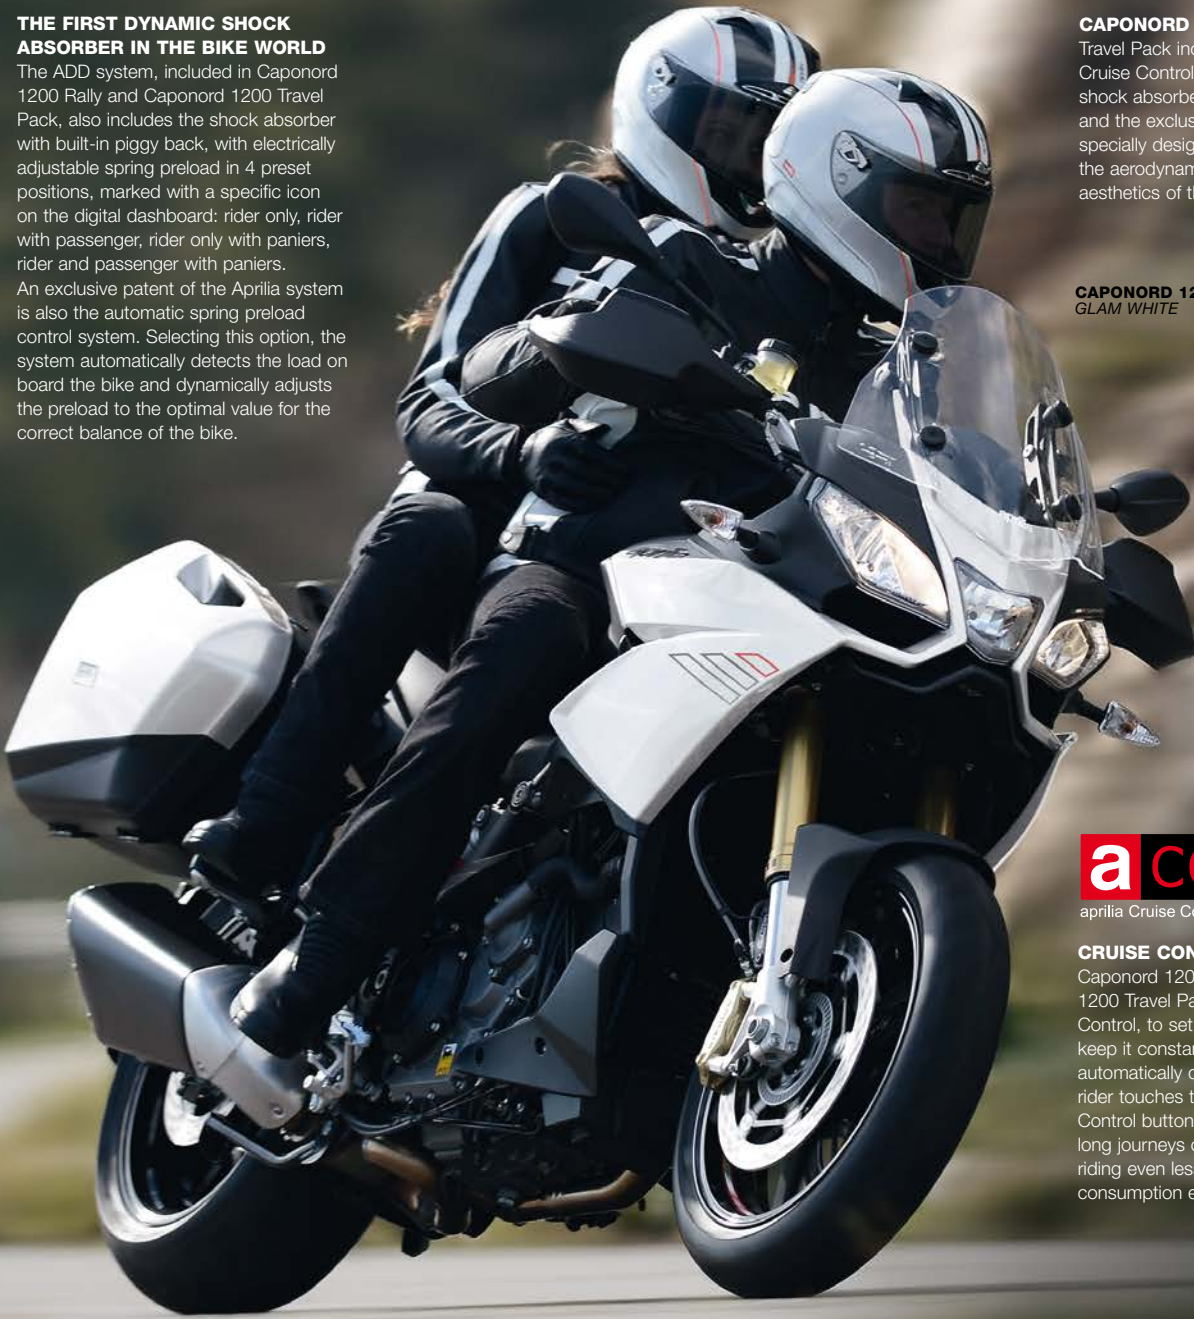 THE FIRST DYNAMIC SHOCK
ABSORBER IN THE BIKE WORLD
The ADD system, included in Caponord
1200 Rally and Caponord 1200 Travel
Pack, also includes the shock absorber
with built-in piggy back, with electrically
adjustable spring preload in 4 preset
positions, marked with a specific icon
on the digital dashboard: rider only, rider
with passenger, rider only with paniers,
rider and passenger with paniers.
An exclusive patent of the Aprilia system
is also the automatic spring preload
control system. Selecting this option, the
system automatically detects the load on
board the bike and dynamically adjusts
the preload to the optimal value for the
correct balance of the bike.
CAPONORD
Travel Pack inc
Cruise Control
shock absorbe
and the exclus
specially desig
the aerodynam
aesthetics of t
CAPONORD 12
GLAM WHITE
a C
aprilia Cruise Co
CRUISE CON
Caponord 120
1200 Travel Pa
Control, to set
keep it constan
automatically c
rider touches t
Control button
long journeys c
riding even les
consumption e